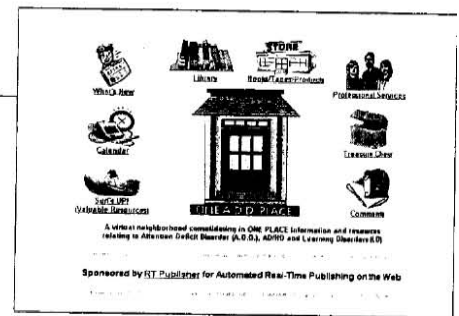 STORE
What's New
Library
Books/Tapes/Products
Professional Services
Calendar
Treasure Chest
Surf's UP!
(Valuable Resources)
ONE A.D.D. PLACE
Comments
A virtual neighborhood consolidating in ONE PLACE information and resources
relating to Attention Deficit Disorder (A.D.D.), AD/HD and Learning Disorders (LD)
Sponsored by RT Publisher for Automated Real-Time Publishing on the Web